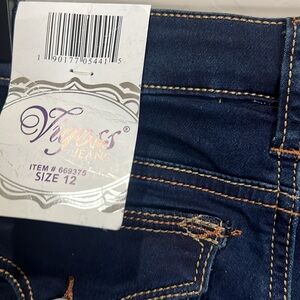 1 90177 05441 5
Vigoss®
JEANS
ITEM # 669375
SIZE 12